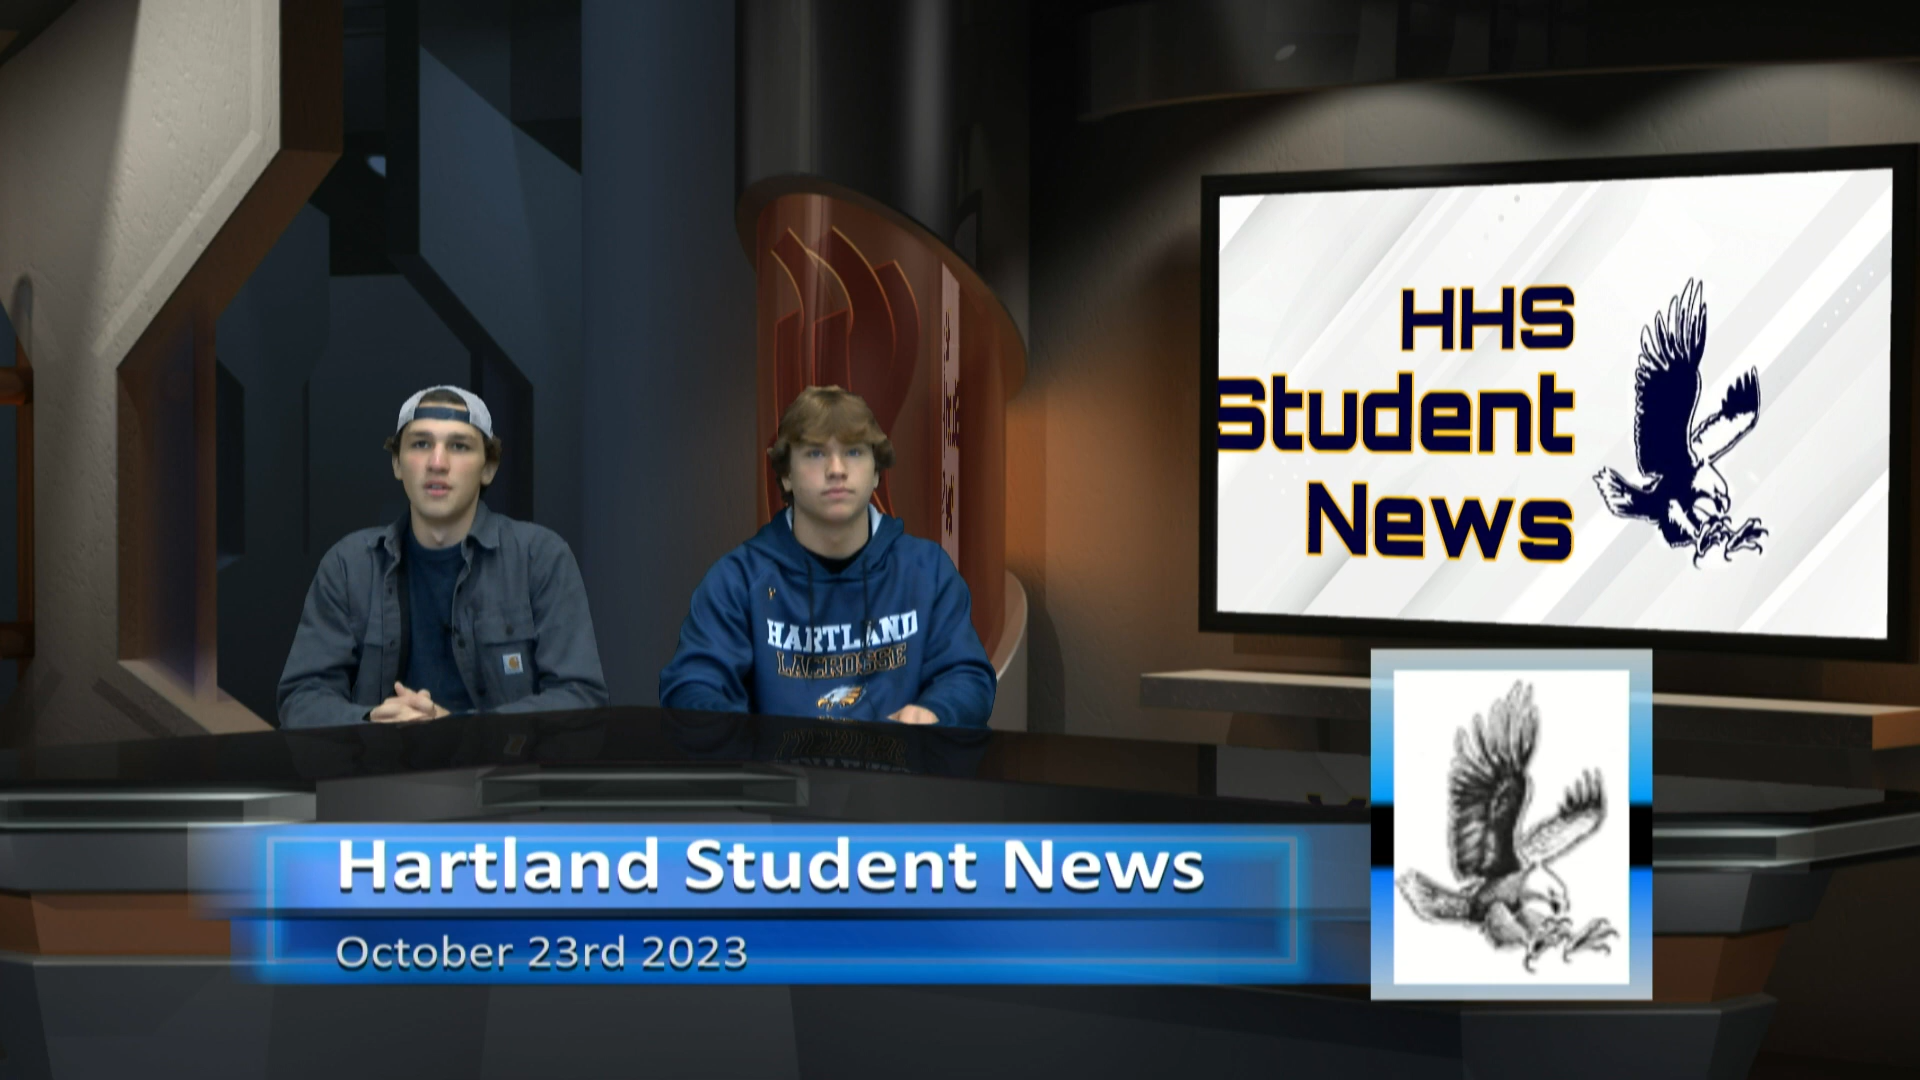 HHS
Student
News
HARTLAND
LACROSSE
Hartland Student News
October 23rd 2023